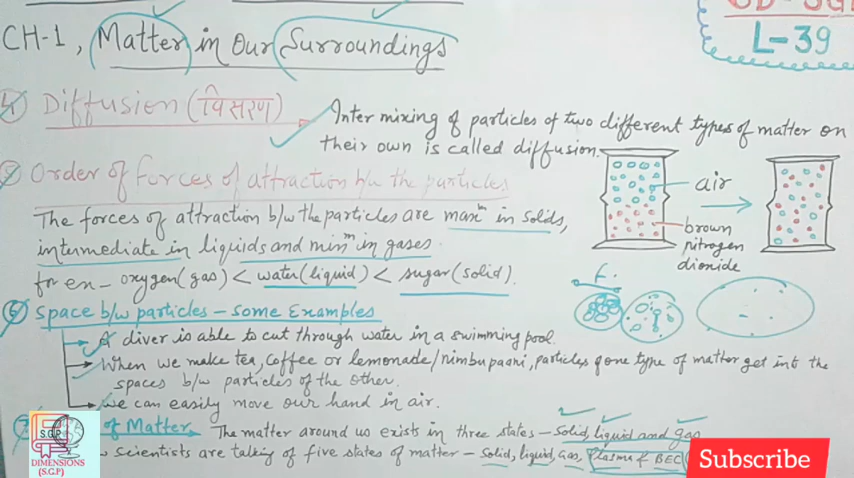 L-39
CH-1, Matter in Our Surroundings
4) Diffusion (विसरण)
Inter mixing of particles of two different types of matter on
their own is called diffusion.
air
brown
nitrogen
dioxide
Order of forces of attraction b/w the particles
The forces of attraction b/w the particles are maxᵐ in solids,
intermediate in liquids and minᵐ in gases.
for ex- oxygen(gas) < water(liquid) < sugar(solid).
6) Space b/w particles – Some Examples
A diver is able to cut through water in a swimming pool.
When we make tea, coffee or lemonade/nimbu paani, particles of one type of matter get into the
spaces b/w particles of the other.
We can easily move our hand in air.
of Matter The matter around us exists in three states – Solid, liquid and gas
Scientists are talking of five states of matter – Solid, liquid, Gas, Plasma & BEC
S.G.P
DIMENSIONS
(S.G.P)
Subscribe